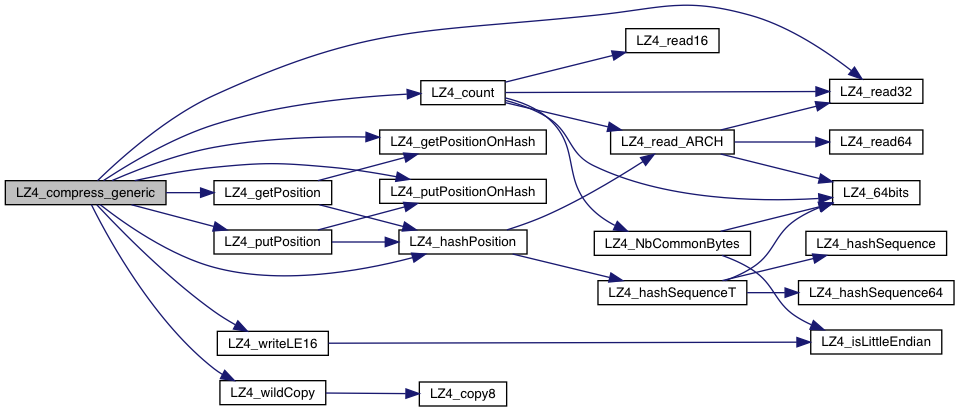 LZ4_read16
LZ4_count
LZ4_read32
LZ4_getPositionOnHash
LZ4_read_ARCH
LZ4_read64
LZ4_compress_generic
LZ4_getPosition
LZ4_putPositionOnHash
LZ4_64bits
LZ4_putPosition
LZ4_hashPosition
LZ4_NbCommonBytes
LZ4_hashSequence
LZ4_hashSequenceT
LZ4_hashSequence64
LZ4_writeLE16
LZ4_isLittleEndian
LZ4_wildCopy
LZ4_copy8